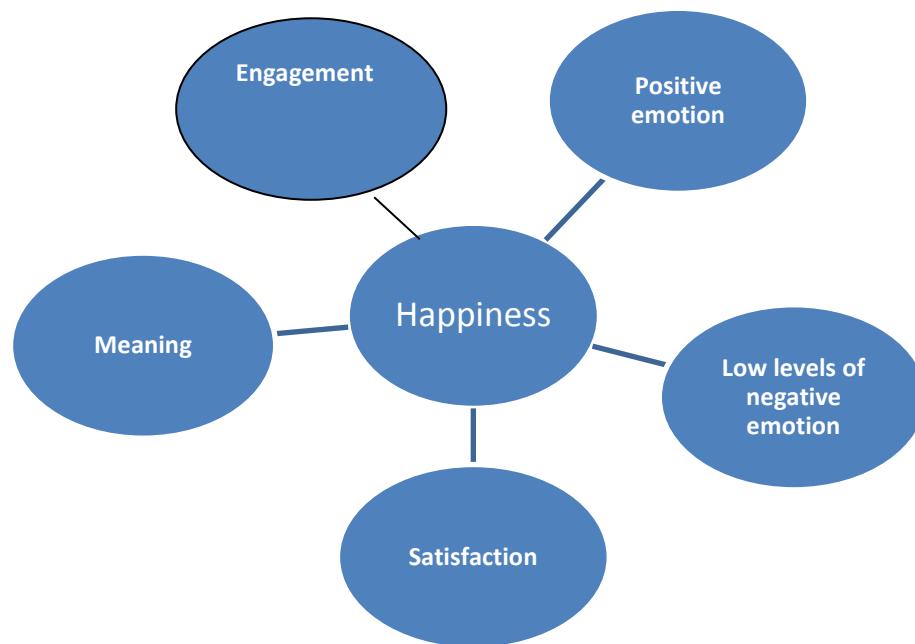 Engagement
Positive
emotion
Happiness
Meaning
Low levels of
negative
emotion
Satisfaction